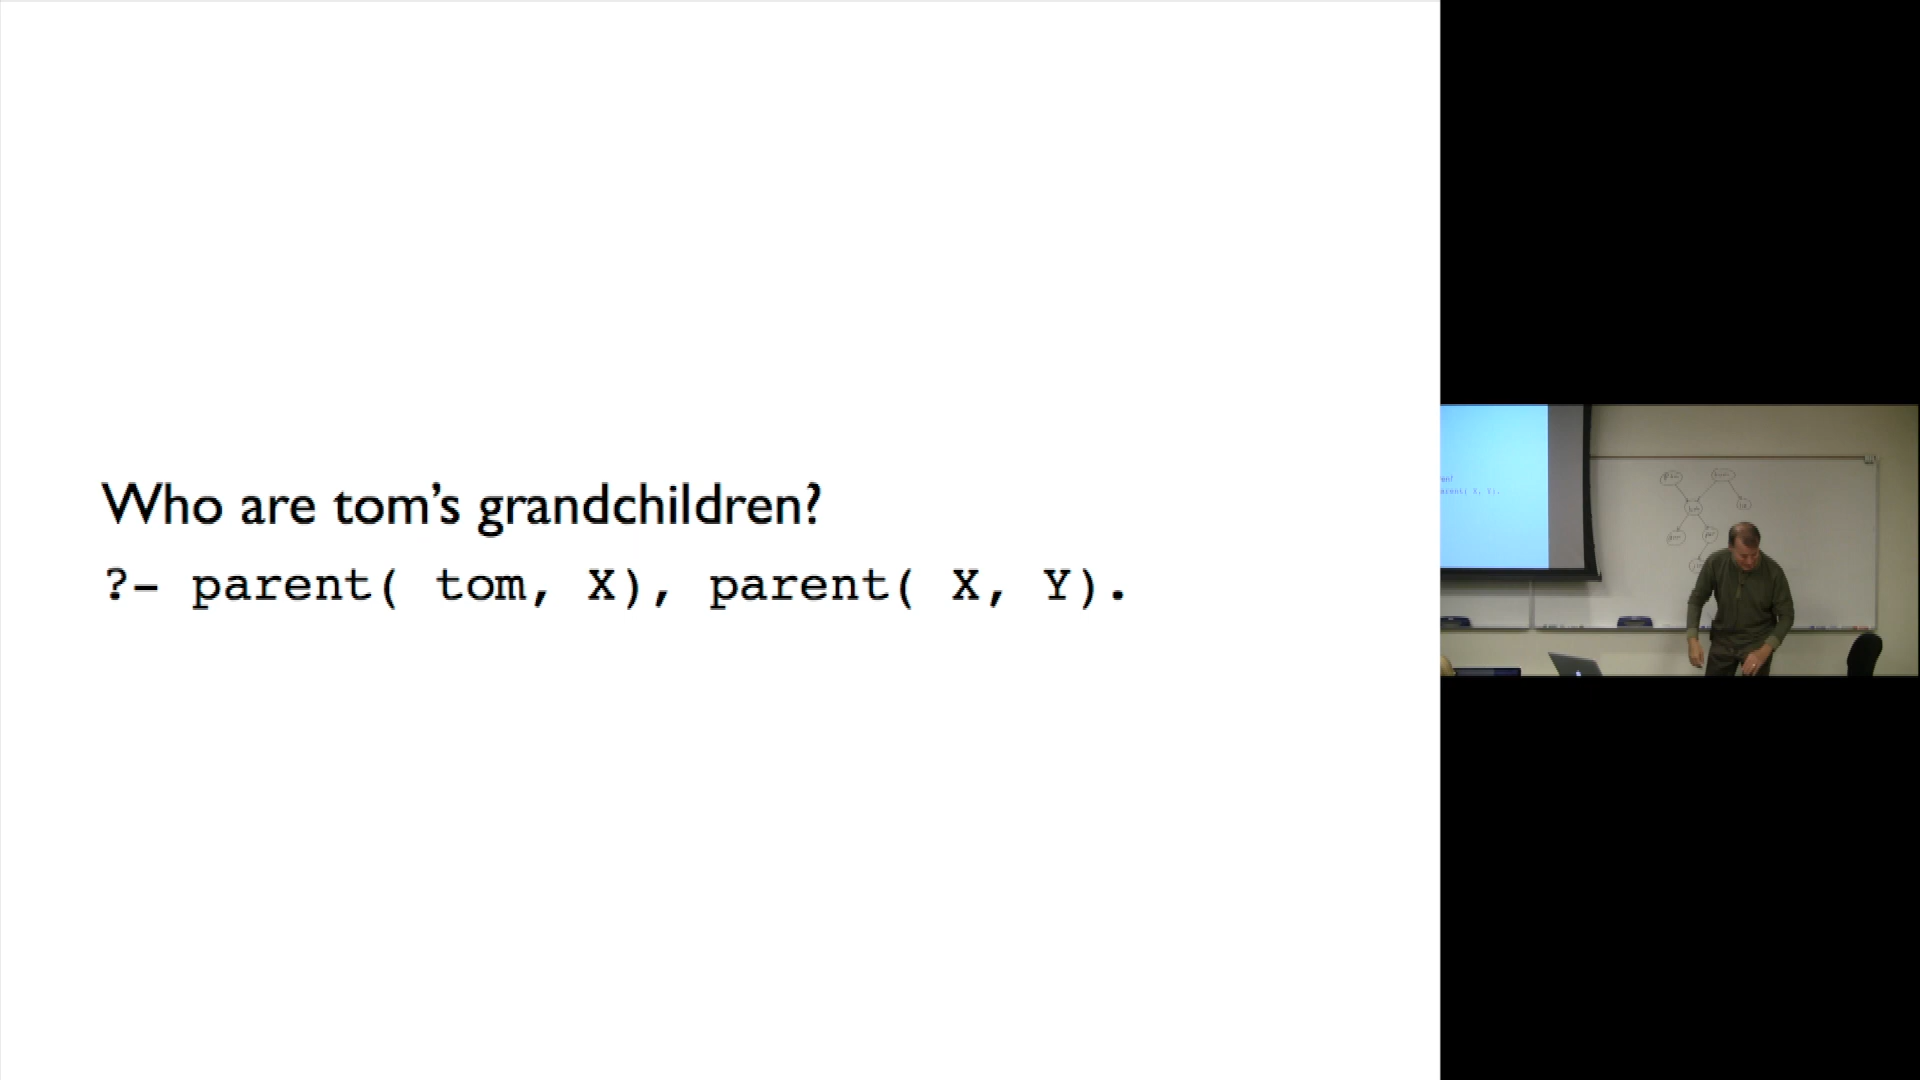 Who are tom's grandchildren?
?- parent( tom, X), parent( X, Y).